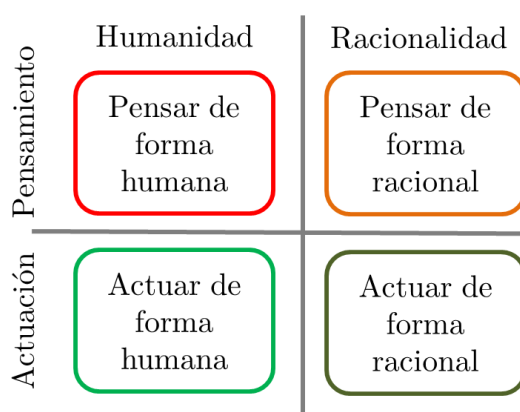 Humanidad
Racionalidad
Pensamiento
Pensar de
forma
humana
Pensar de
forma
racional
Actuación
Actuar de
forma
humana
Actuar de
forma
racional